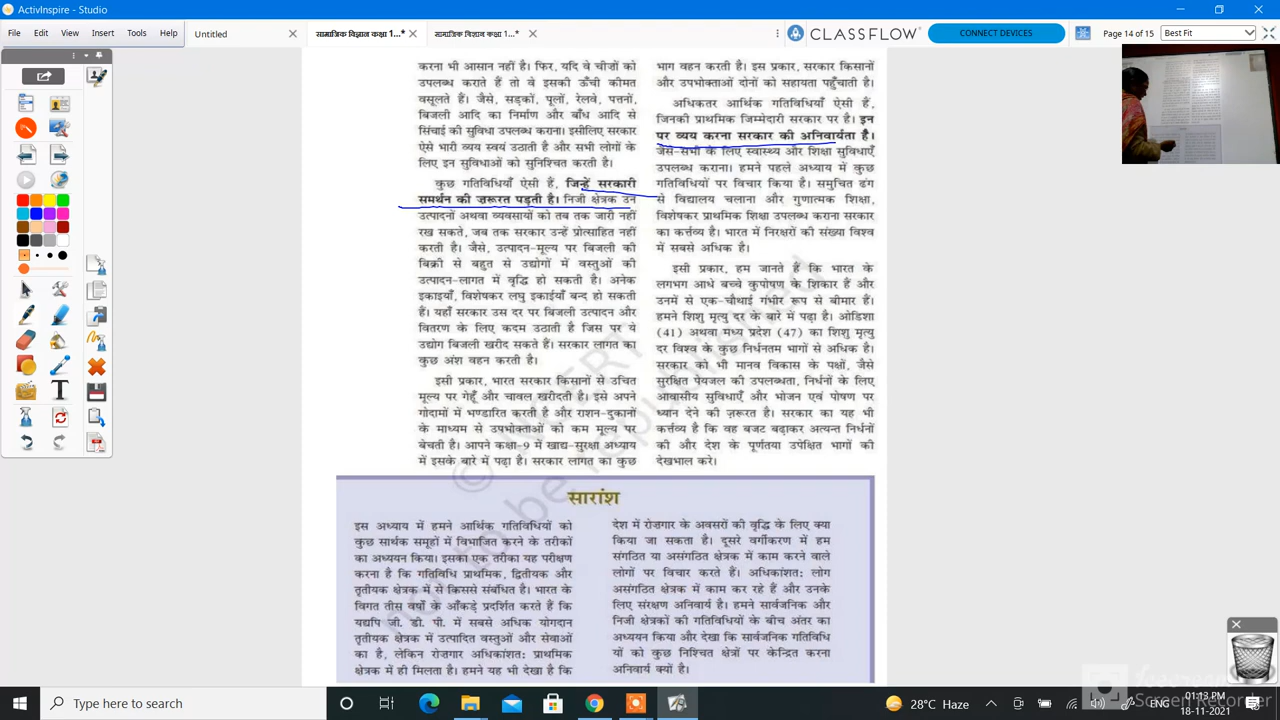 ActivInspire - Studio
File Edit View Insert Tools Help
Untitled
सामाजिक विज्ञान कक्षा 1...*
सामाजिक विज्ञान कक्षा 1...*
CLASSFLOW
CONNECT DEVICES
Page 14 of 15
Best Fit
करना भी आसान नहीं है। फिर, यदि वे चीज़ों को
उपलब्ध कराते हैं तो वे इसकी ऊँची कीमत
वसूलते हैं। जैसे, सड़कों, पूलों, रेलवे, पत्तनों,
बिजली आदि का निर्माण और बाँध आदि से
सिंचाई की सुविधा उपलब्ध कराना। इसीलिए सरकार
ऐसे भारी व्यय स्वयं उठाती है और सभी लोगों के
लिए इन सुविधाओं को सुनिश्चित करती है।
कुछ गतिविधियाँ ऐसी हैं, जिन्हें सरकारी
समर्थन की ज़रूरत पड़ती है। निजी क्षेत्रक उन
उत्पादनों अथवा व्यवसायों को तब तक जारी नहीं
रख सकते, जब तक सरकार उन्हें प्रोत्साहित नहीं
करती है। जैसे, उत्पादन-मूल्य पर बिजली की
बिक्री से बहुत से उद्योगों में वस्तुओं की
उत्पादन-लागत में वृद्धि हो सकती है। अनेक
इकाइयाँ, विशेषकर लघु इकाईयाँ बन्द हो सकती
हैं। यहाँ सरकार उस दर पर बिजली उत्पादन और
वितरण के लिए कदम उठाती है जिस पर ये
उद्योग बिजली खरीद सकते हैं। सरकार लागत का
कुछ अंश वहन करती है।
इसी प्रकार, भारत सरकार किसानों से उचित
मूल्य पर गेहूँ और चावल खरीदती है। इसे अपने
गोदामों में भण्डारित करती है और राशन-दुकानों
के माध्यम से उपभोक्ताओं को कम मूल्य पर
बेचती है। आपने कक्षा-9 में खाद्य-सुरक्षा अध्याय
में इसके बारे में पढ़ा है। सरकार लागत का कुछ
भाग वहन करती है। इस प्रकार, सरकार किसानों
और उपभोक्ताओं दोनों को सहायता पहुँचाती है।
अधिकतर आर्थिक गतिविधियाँ ऐसी हैं,
जिनकी प्राथमिक जिम्मेदारी सरकार पर है। इन
पर व्यय करना सरकार की अनिवार्यता है।
जैसे-सभी के लिए स्वास्थ्य और शिक्षा सुविधाएँ
उपलब्ध कराना। हमने पहले अध्याय में कुछ
गतिविधियों पर विचार किया है। समुचित ढंग
से विद्यालय चलाना और गुणात्मक शिक्षा,
विशेषकर प्राथमिक शिक्षा उपलब्ध कराना सरकार
का कर्त्तव्य है। भारत में निरक्षरों की संख्या विश्व
में सबसे अधिक है।
इसी प्रकार, हम जानते हैं कि भारत के
लगभग आधे बच्चे कुपोषण के शिकार हैं और
उनमें से एक-चौथाई गंभीर रूप से बीमार हैं।
हमने शिशु मृत्यु दर के बारे में पढ़ा है। ओडिशा
(41) अथवा मध्य प्रदेश (47) का शिशु मृत्यु
दर विश्व के कुछ निर्धनतम भागों से अधिक है।
सरकार को भी मानव विकास के पक्षों, जैसे
सुरक्षित पेयजल की उपलब्धता, निर्धनों के लिए
आवासीय सुविधाएँ और भोजन एवं पोषण पर
ध्यान देने की ज़रूरत है। सरकार का यह भी
कर्त्तव्य है कि वह बजट बढ़ाकर अत्यन्त निर्धनों
की और देश के पूर्णतया उपेक्षित भागों की
देखभाल करे।
© NCERT
not to be republished
सारांश
इस अध्याय में हमने आर्थिक गतिविधियों को
कुछ सार्थक समूहों में विभाजित करने के तरीकों
का अध्ययन किया। इसका एक तरीका यह परीक्षण
करना है कि गतिविधि प्राथमिक, द्वितीयक और
तृतीयक क्षेत्रक में से किससे संबंधित है। भारत के
विगत तीस वर्षों के आँकड़े प्रदर्शित करते हैं कि
यद्यपि जी. डी. पी. में सबसे अधिक योगदान
तृतीयक क्षेत्रक में उत्पादित वस्तुओं और सेवाओं
का है, लेकिन रोज़गार अधिकांशत: प्राथमिक
क्षेत्रक में ही मिलता है। हमने यह भी देखा है कि
देश में रोज़गार के अवसरों की वृद्धि के लिए क्या
किया जा सकता है। दूसरे वर्गीकरण में हम
संगठित या असंगठित क्षेत्रक में काम करने वाले
लोगों पर विचार करते हैं। अधिकांशत: लोग
असंगठित क्षेत्रक में काम कर रहे हैं और उनके
लिए संरक्षण अनिवार्य है। हमने सार्वजनिक और
निजी क्षेत्रकों की गतिविधियों के बीच अंतर का
अध्ययन किया और देखा कि सार्वजनिक गतिविधि
यों को कुछ निश्चित क्षेत्रों पर केन्द्रित करना
अनिवार्य क्यों है।
Screencast-O-Matic.com
Type here to search
28°C Haze
ENG
01:13 PM
18-11-2021